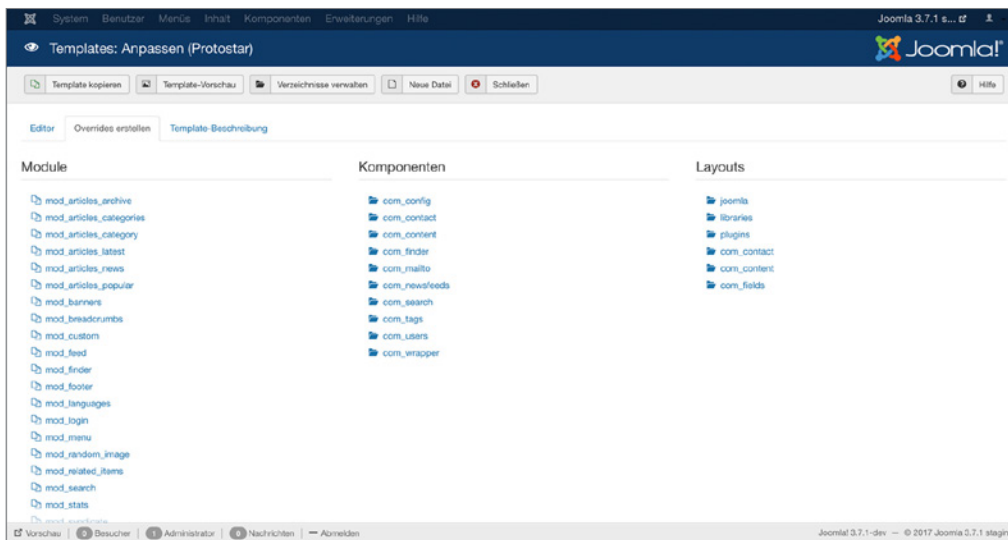 System Benutzer Menüs Inhalt Komponenten Erweiterungen Hilfe Joomla 3.7.1 s...
Templates: Anpassen (Protostar) Joomla!
Template kopieren Template-Vorschau Verzeichnisse verwalten Neue Datei Schließen Hilfe
Editor Overrides erstellen Template-Beschreibung
Module Komponenten Layouts
mod_articles_archive com_config joomla
mod_articles_categories com_contact libraries
mod_articles_category com_content plugins
mod_articles_latest com_finder com_contact
mod_articles_news com_mailto com_content
mod_articles_popular com_newsfeeds com_fields
mod_banners com_search
mod_breadcrumbs com_tags
mod_custom com_users
mod_feed com_wrapper
mod_finder
mod_footer
mod_languages
mod_login
mod_menu
mod_random_image
mod_related_items
mod_search
mod_stats
mod_syndicate
Vorschau 0 Besucher 1 Administrator 0 Nachrichten Abmelden Joomla! 3.7.1-dev — © 2017 Joomla 3.7.1 stagin